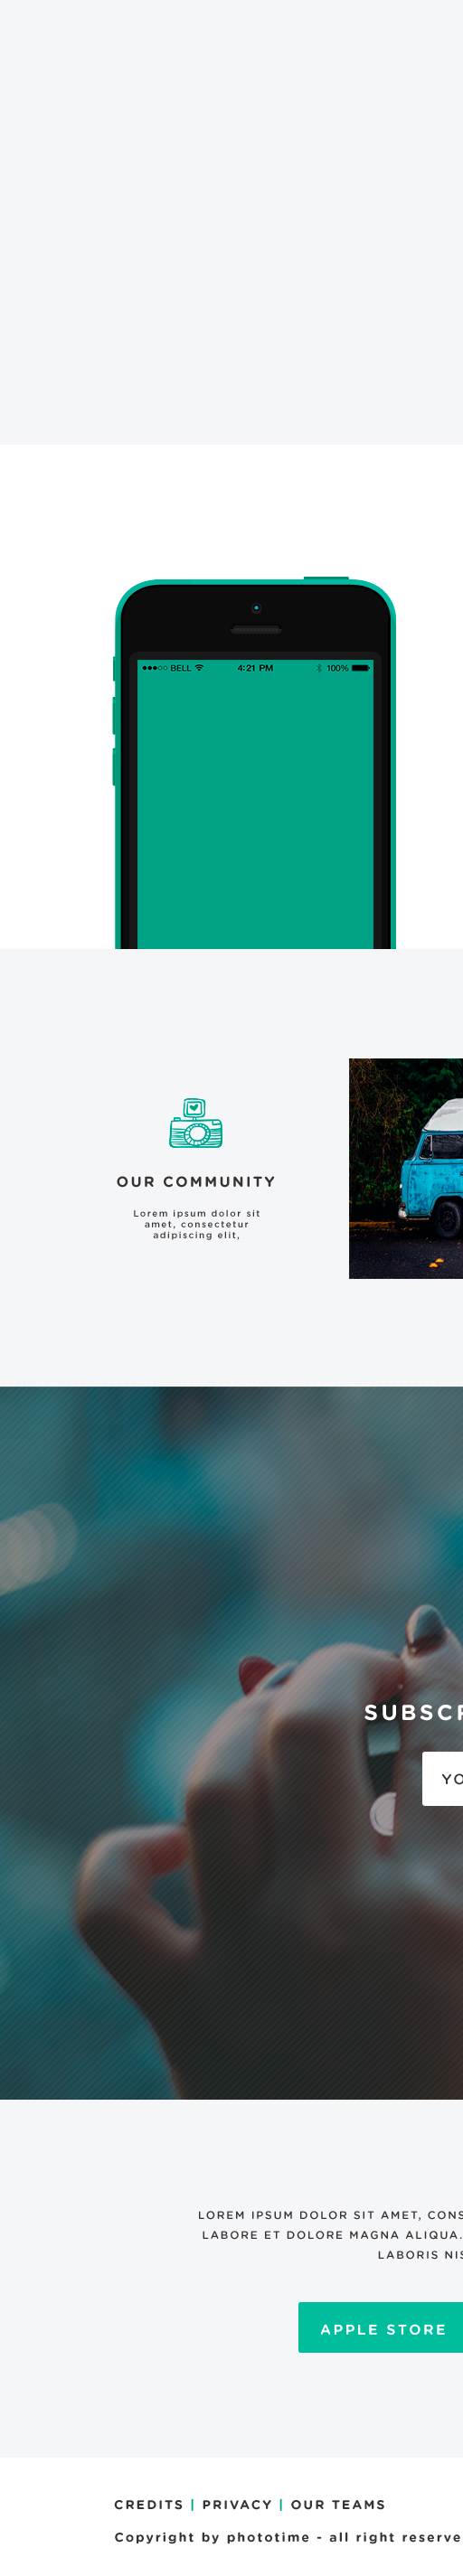 BELL 4:21 PM 100%
OUR COMMUNITY
Lorem ipsum dolor sit
amet, consectetur
adipiscing elit,
SUBSCR
YO
LOREM IPSUM DOLOR SIT AMET, CONS
LABORE ET DOLORE MAGNA ALIQUA.
LABORIS NIS
APPLE STORE
CREDITS | PRIVACY | OUR TEAMS
Copyright by phototime - all right reserve